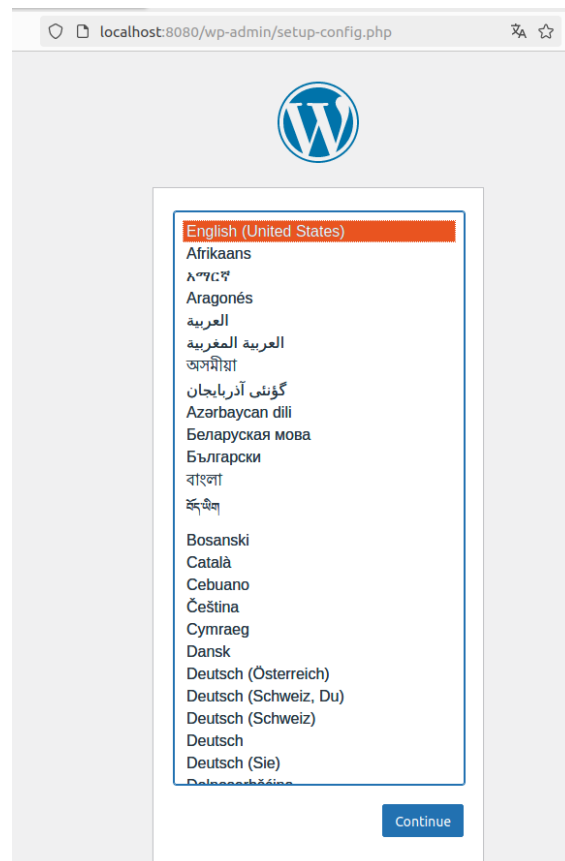 localhost:8080/wp-admin/setup-config.php
English (United States)
Afrikaans
አማርኛ
Aragonés
العربية
العربية المغربية
অসমীয়া
گؤنئی آذربایجان
Azərbaycan dili
Беларуская мова
Български
বাংলা
བོད་ཡིག
Bosanski
Català
Cebuano
Čeština
Cymraeg
Dansk
Deutsch (Österreich)
Deutsch (Schweiz, Du)
Deutsch (Schweiz)
Deutsch
Deutsch (Sie)
Dolnoserbšćina
Continue